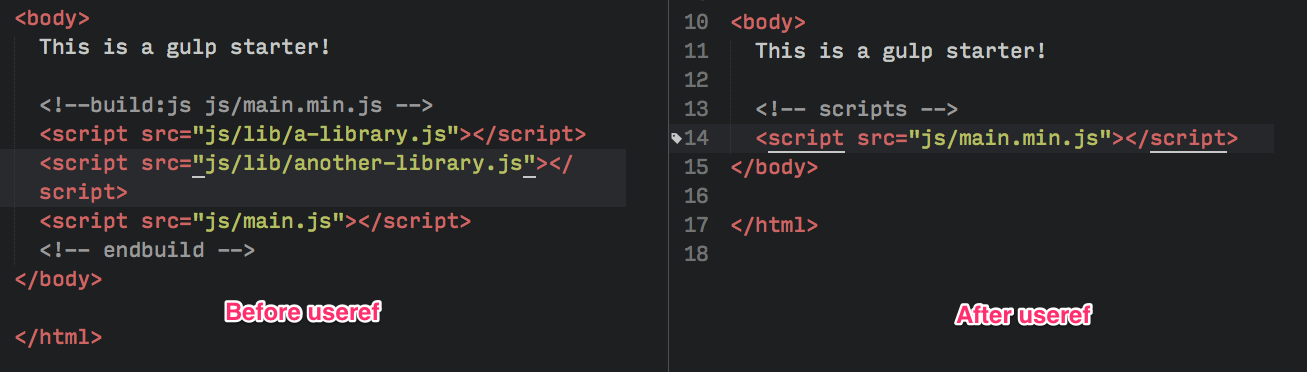 <body>
This is a gulp starter!
<!--build:js js/main.min.js -->
<script src="js/lib/a-library.js"></script>
<script src="js/lib/another-library.js"></
script>
<script src="js/main.js"></script>
<!-- endbuild -->
</body>
Before useref
</html>
10 <body>
11 This is a gulp starter!
12
13 <!-- scripts -->
14 <script src="js/main.min.js"></script>
15 </body>
16
17 </html>
18
After useref